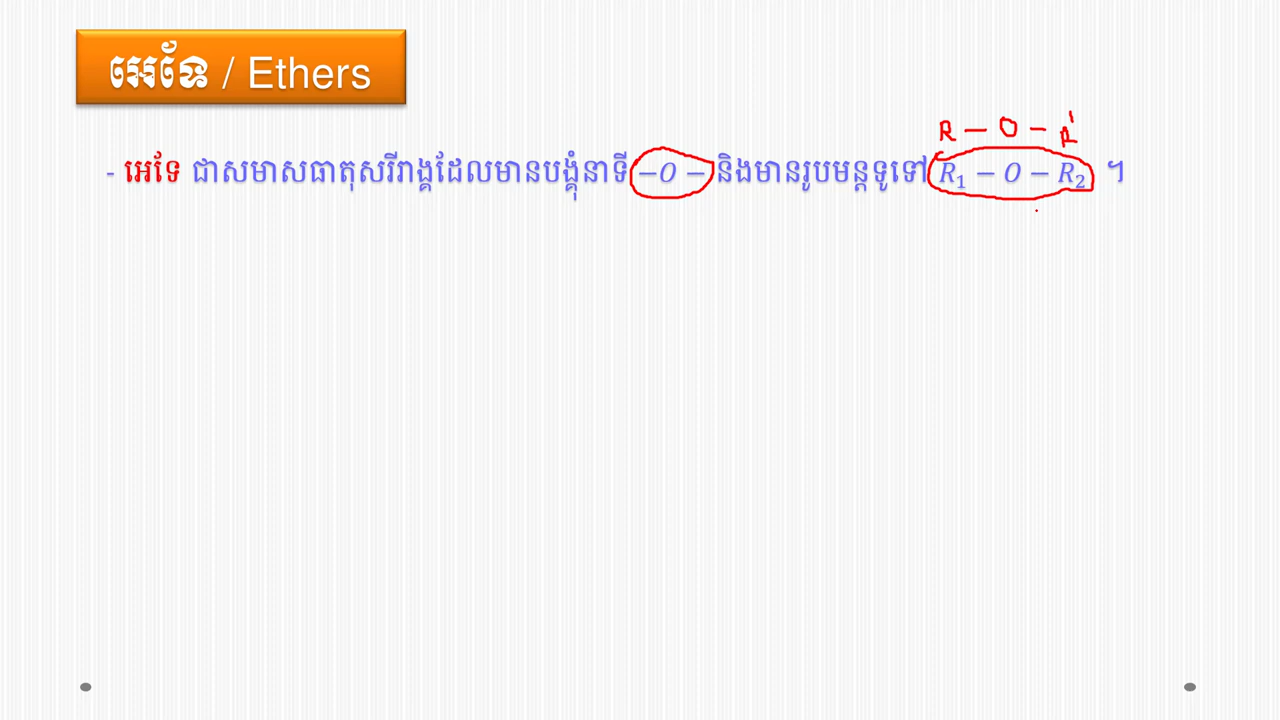 អេទែ / Ethers
R – O – R'
- អេទែ ជាសមាសធាតុសរីរាង្គដែលមានបង្គុំនាទី –O – និងមានរូបមន្តទូទៅ R₁ – O – R₂ ។